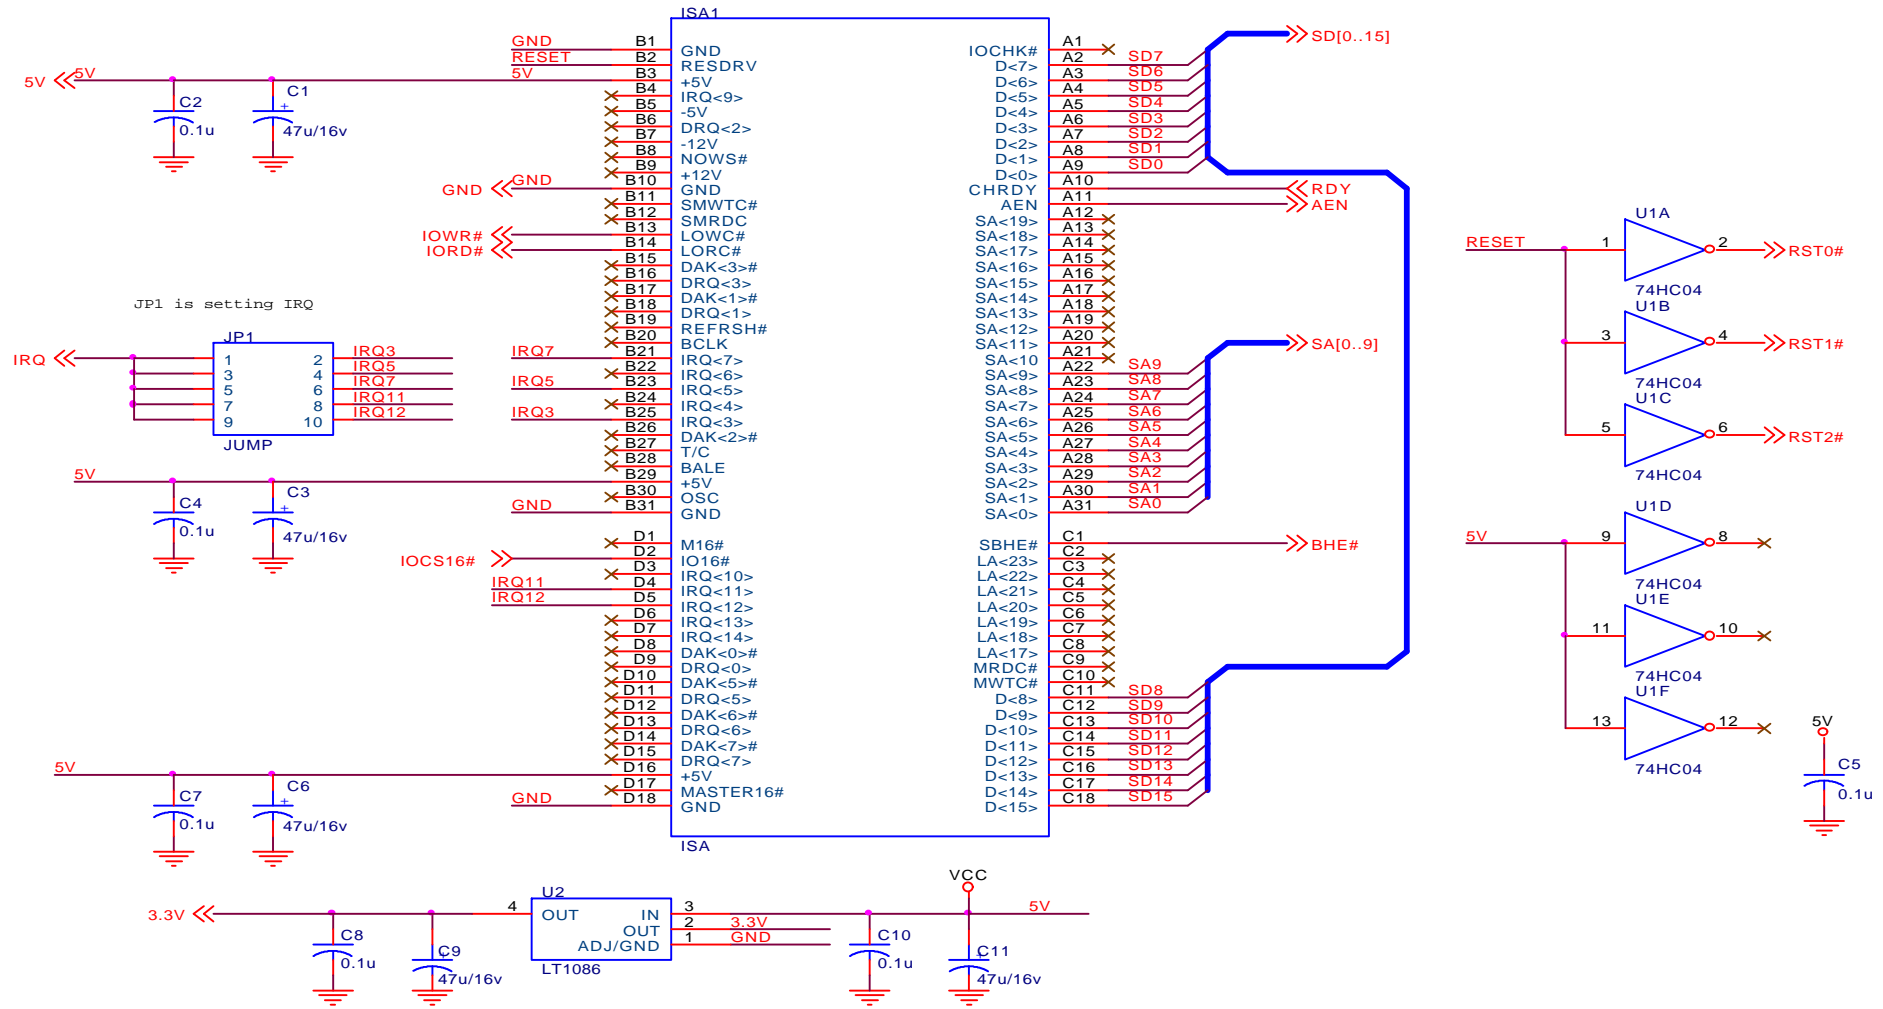 ISA1
GND B1 GND IOCHK# A1
RESET B2 RESDRV D<7> A2 SD7
5V 5V 5V B3 +5V D<6> A3 SD6
B4 IRQ<9> D<5> A4 SD5
B5 -5V D<4> A5 SD4
B6 DRQ<2> D<3> A6 SD3
B7 -12V D<2> A7 SD2
B8 NOWS# D<1> A8 SD1
B9 +12V D<0> A9 SD0
GND GND B10 GND CHRDY A10 RDY
B11 SMWTC# AEN A11 AEN
B12 SMRDC SA<19> A12
IOWR# B13 LOWC# SA<18> A13
IORD# B14 LORC# SA<17> A14
B15 DAK<3># SA<16> A15
B16 DRQ<3> SA<15> A16
B17 DAK<1># SA<14> A17
B18 DRQ<1> SA<13> A18
B19 REFRSH# SA<12> A19
B20 BCLK SA<11> A20
IRQ7 B21 IRQ<7> SA<10 A21
B22 IRQ<6> SA<9> A22 SA9
IRQ5 B23 IRQ<5> SA<8> A23 SA8
B24 IRQ<4> SA<7> A24 SA7
IRQ3 B25 IRQ<3> SA<6> A25 SA6
B26 DAK<2># SA<5> A26 SA5
B27 T/C SA<4> A27 SA4
B28 BALE SA<3> A28 SA3
5V B29 +5V SA<2> A29 SA2
B30 OSC SA<1> A30 SA1
GND B31 GND SA<0> A31 SA0
D1 M16# SBHE# C1 BHE#
IOCS16# D2 IO16# LA<23> C2
D3 IRQ<10> LA<22> C3
IRQ11 D4 IRQ<11> LA<21> C4
IRQ12 D5 IRQ<12> LA<20> C5
D6 IRQ<13> LA<19> C6
D7 IRQ<14> LA<18> C7
D8 DAK<0># LA<17> C8
D9 DRQ<0> MRDC# C9
D10 DAK<5># MWTC# C10
D11 DRQ<5> D<8> C11 SD8
D12 DAK<6># D<9> C12 SD9
D13 DRQ<6> D<10> C13 SD10
D14 DAK<7># D<11> C14 SD11
D15 DRQ<7> D<12> C15 SD12
5V D16 +5V D<13> C16 SD13
D17 MASTER16# D<14> C17 SD14
GND D18 GND D<15> C18 SD15
ISA
SD[0..15]
SA[0..9]
C2
0.1u
C1
+
47u/16v
JP1 is setting IRQ
JP1
IRQ 1 2 IRQ3
3 4 IRQ5
5 6 IRQ7
7 8 IRQ11
9 10 IRQ12
JUMP
C4
0.1u
C3
+
47u/16v
C7
0.1u
C6
+
47u/16v
U1A
RESET 1 2 RST0#
74HC04
U1B
3 4 RST1#
74HC04
U1C
5 6 RST2#
74HC04
U1D
5V 9 8
74HC04
U1E
11 10
74HC04
U1F
13 12
74HC04
5V
C5
0.1u
U2
3.3V 4 OUT IN 3 5V
OUT 2 3.3V
ADJ/GND 1 GND
LT1086
VCC
C8
0.1u
C9
+
47u/16v
C10
0.1u
C11
+
47u/16v